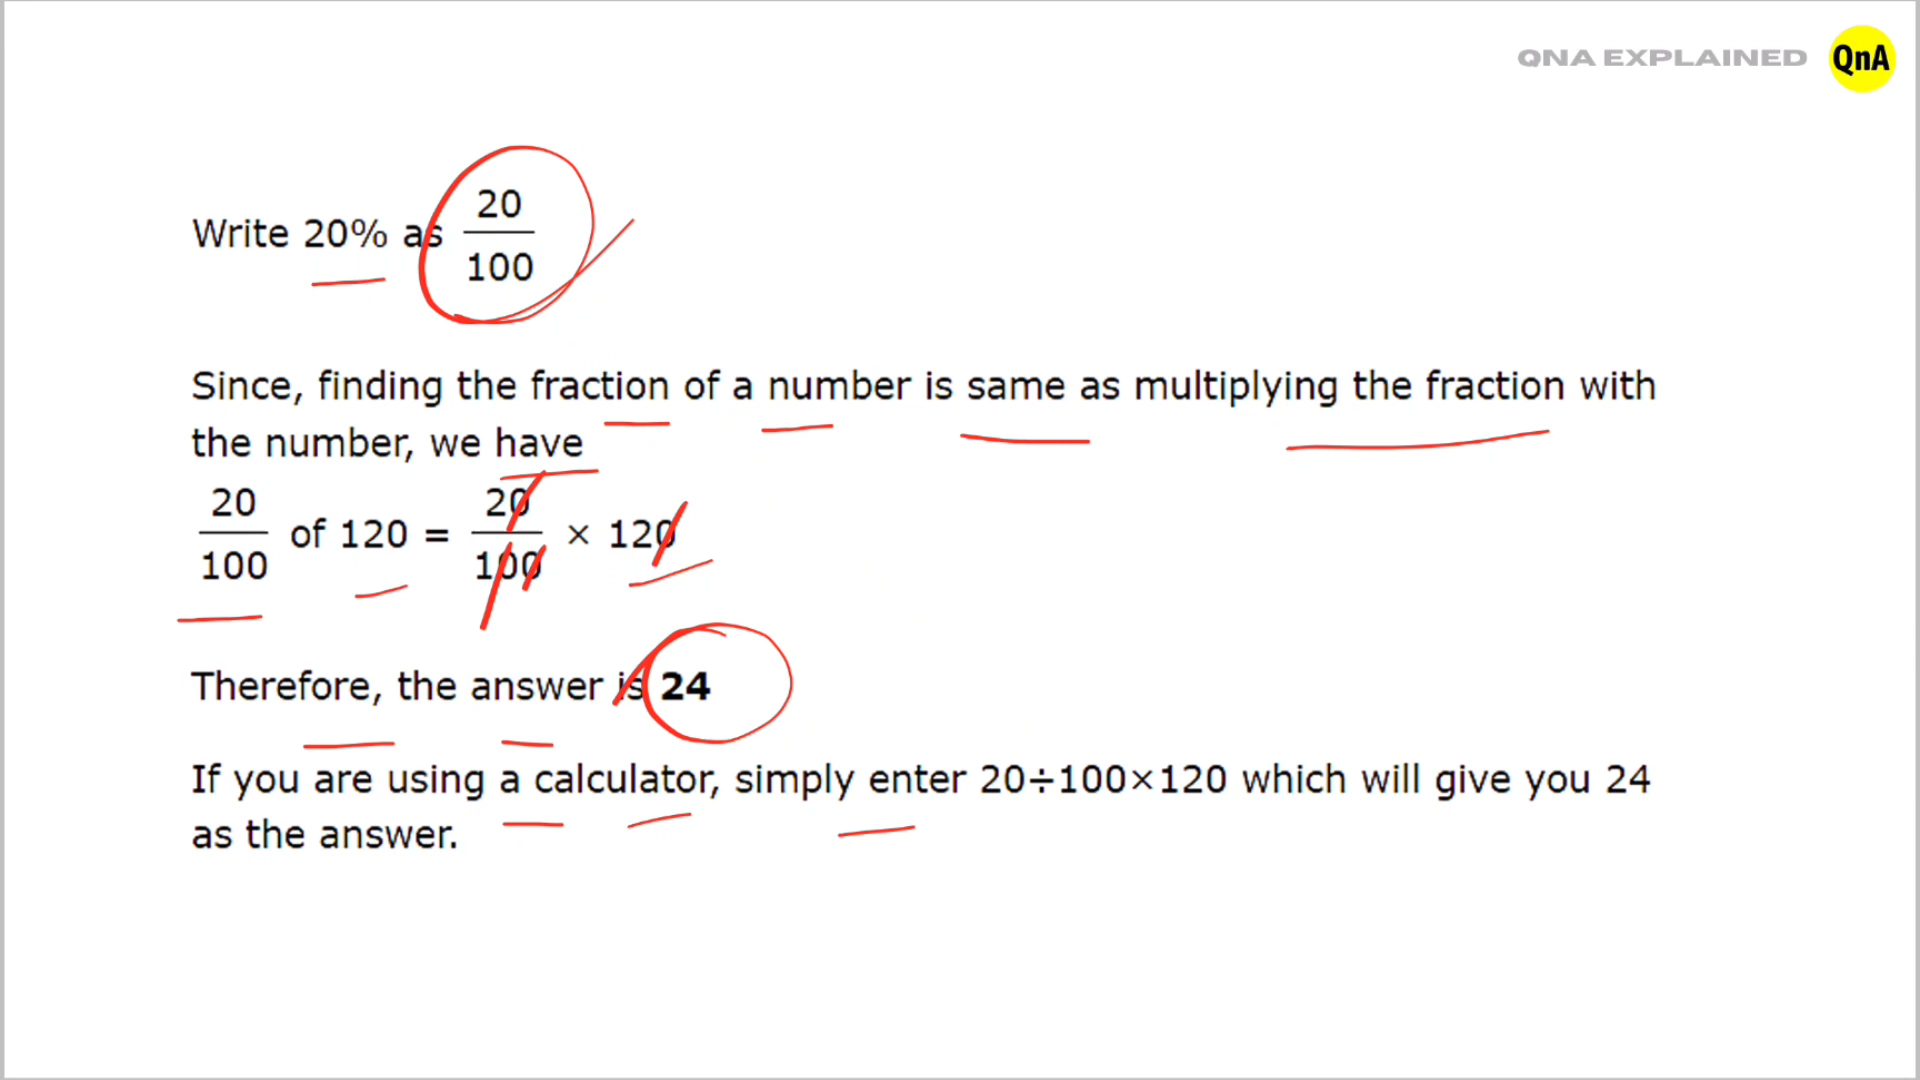 QNA EXPLAINED QnA
Write 20% as 20/100
Since, finding the fraction of a number is same as multiplying the fraction with
the number, we have
20/100 of 120 = 20/100 × 120
Therefore, the answer is 24
If you are using a calculator, simply enter 20÷100×120 which will give you 24
as the answer.